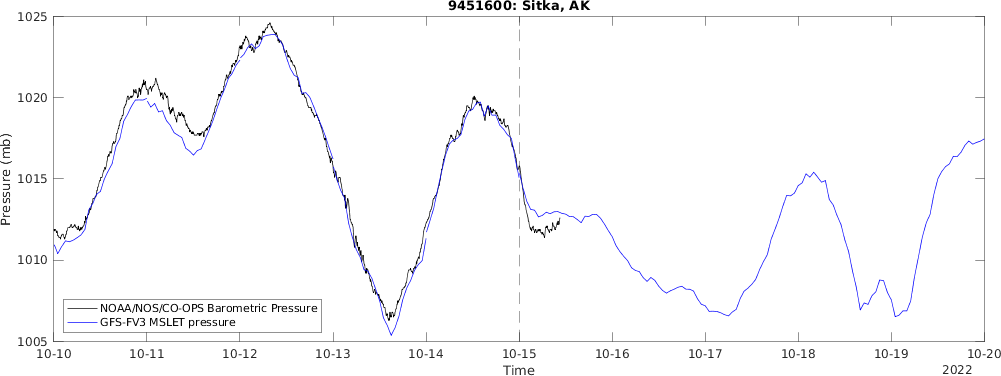 9451600: Sitka, AK
Pressure (mb)
1025
1020
1015
1010
1005
NOAA/NOS/CO-OPS Barometric Pressure
GFS-FV3 MSLET pressure
10-10 10-11 10-12 10-13 10-14 10-15 10-16 10-17 10-18 10-19 10-20
Time
2022